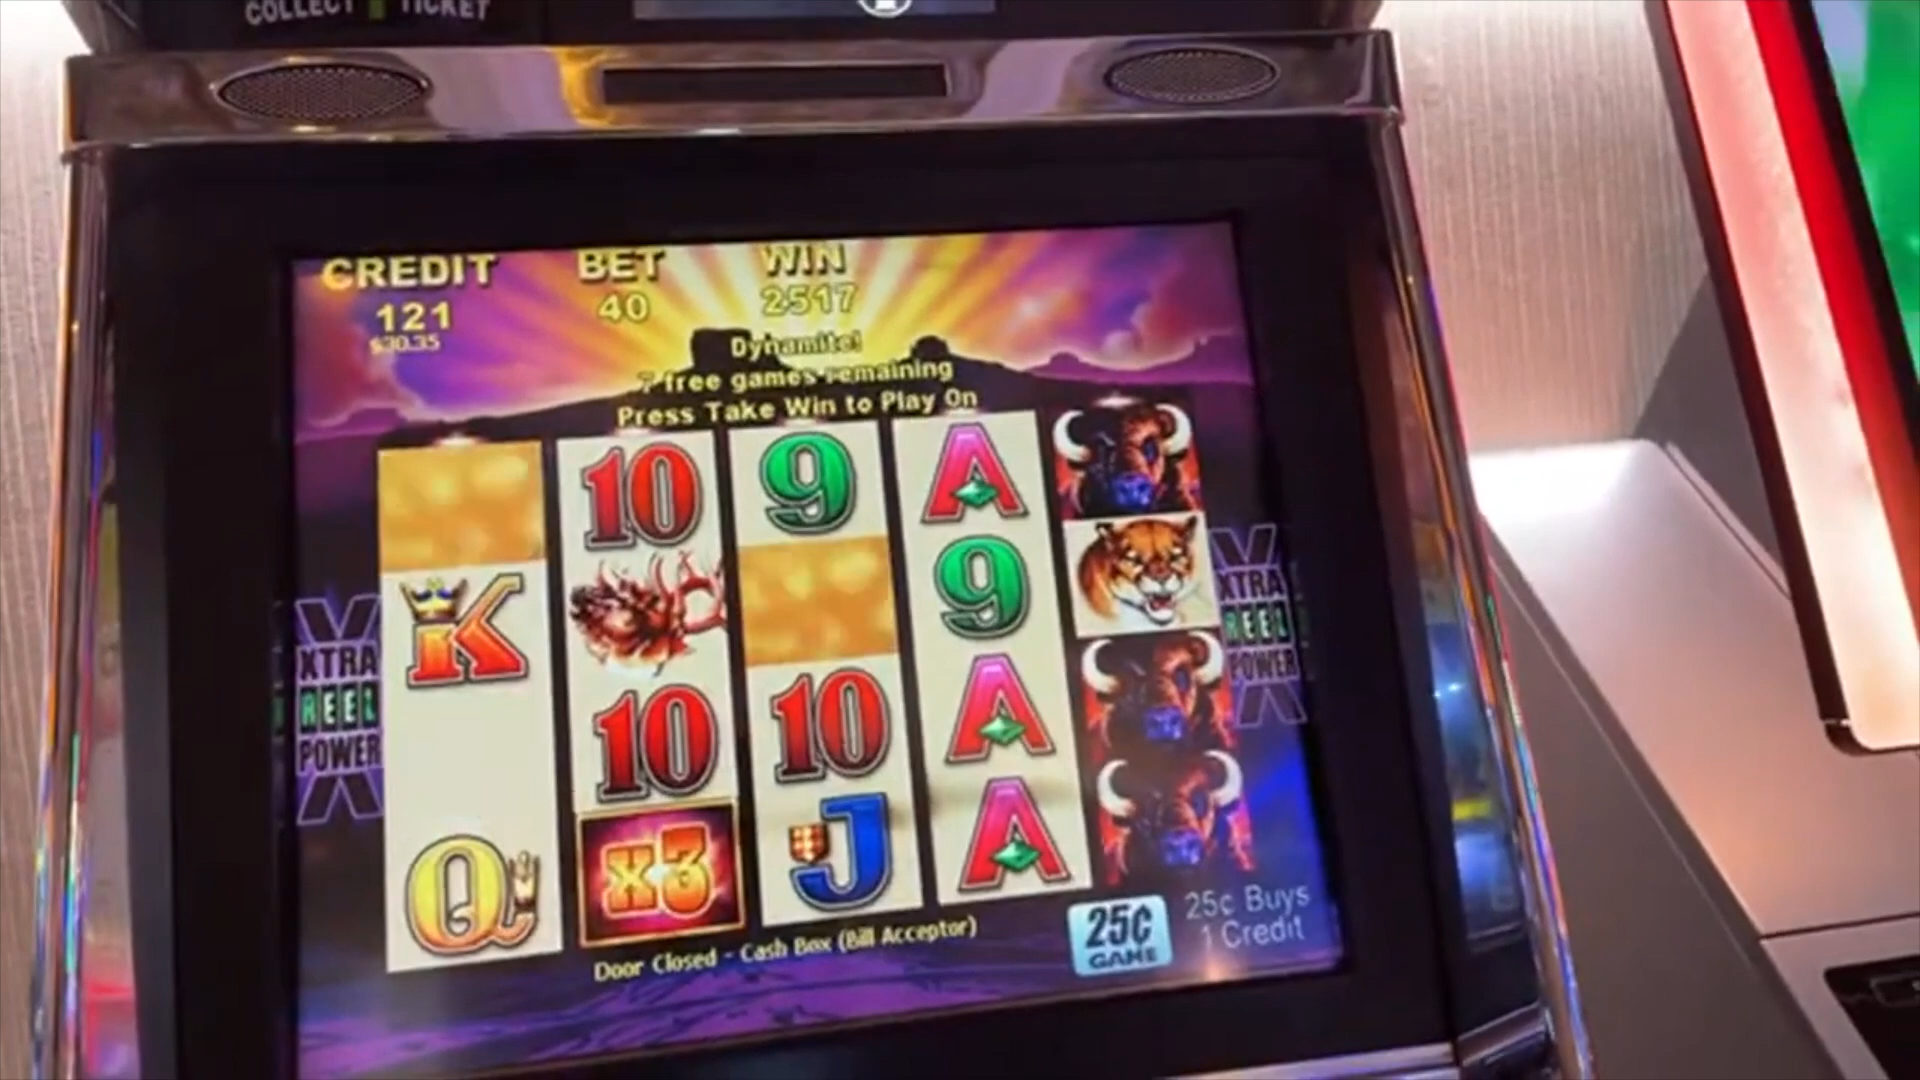 COLLECT TICKET
CREDIT BET WIN
121 40 2517
$30.35
Dynamite!
7 free games remaining
Press Take Win to Play On
10 9 A
K 9
10 10 A
Q X3 J A
XTRA
REEL
POWER
XTRA
REEL
POWER
Door Closed - Cash Box (Bill Acceptor)
25¢
GAME
25c Buys
1 Credit